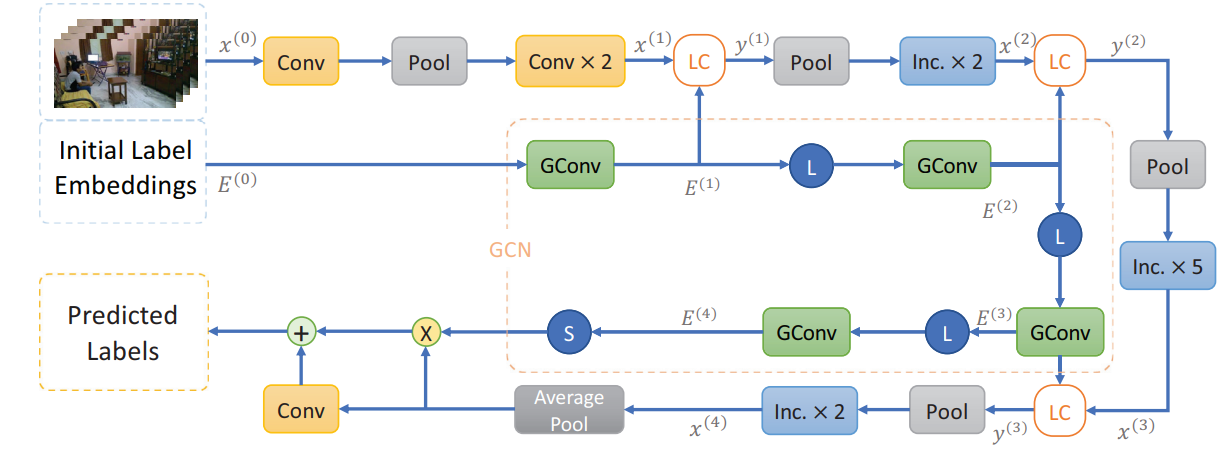 x^(0)
Conv
Pool
Conv × 2
x^(1)
LC
y^(1)
Pool
Inc. × 2
x^(2)
LC
y^(2)
Initial Label
Embeddings
E^(0)
GConv
E^(1)
L
GConv
E^(2)
Pool
L
GCN
Inc. × 5
Predicted
Labels
+
X
S
E^(4)
GConv
L
E^(3)
GConv
Conv
Average
Pool
x^(4)
Inc. × 2
Pool
y^(3)
LC
x^(3)